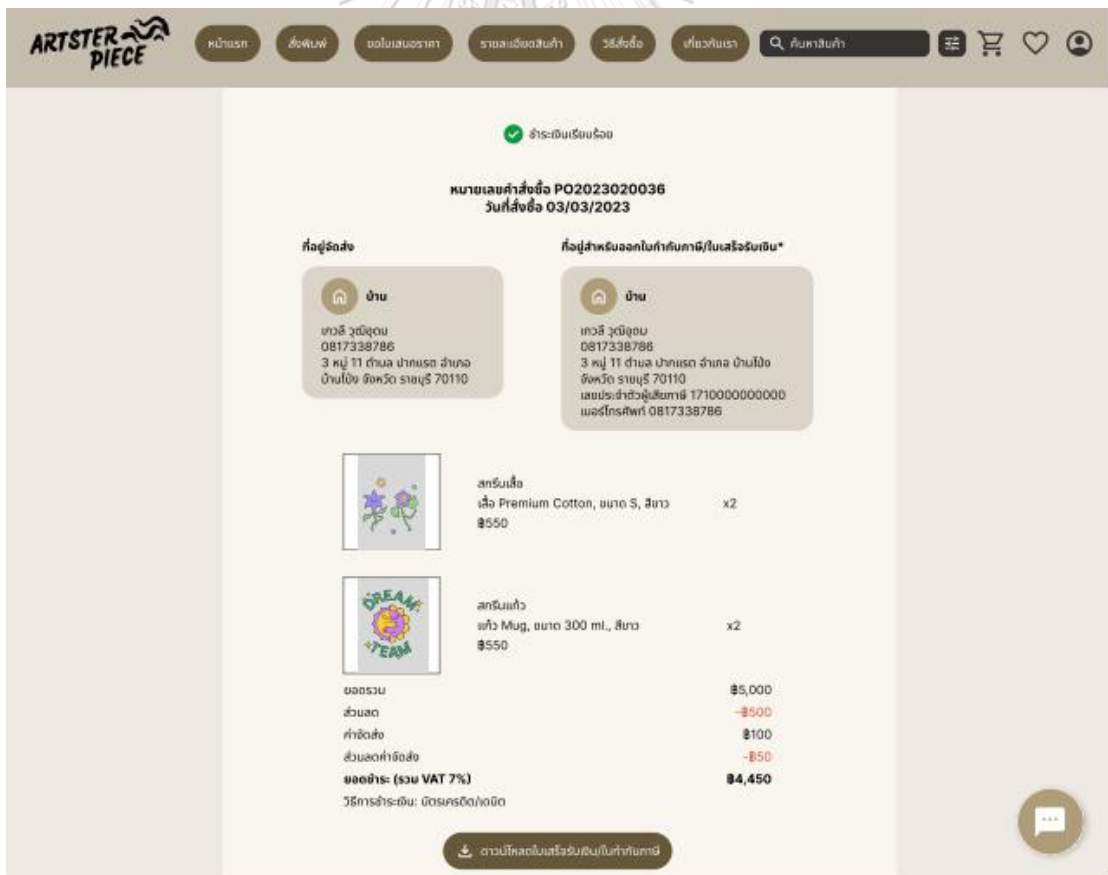 ARTSTER
PIECE
หน้าแรก
สั่งพิมพ์
ขอใบเสนอราคา
รายละเอียดสินค้า
วิธีสั่งซื้อ
เกี่ยวกับเรา
ค้นหาสินค้า
ชำระเงินเรียบร้อย
หมายเลขคำสั่งซื้อ PO2023020036
วันที่สั่งซื้อ 03/03/2023
ที่อยู่จัดส่ง
บ้าน
เกวลี วุฒิอุดม
0817338786
3 หมู่ 11 ตำบล ปากแรต อำเภอ
บ้านโป่ง จังหวัด ราชบุรี 70110
ที่อยู่สำหรับออกใบกำกับภาษี/ใบเสร็จรับเงิน*
บ้าน
เกวลี วุฒิอุดม
0817338786
3 หมู่ 11 ตำบล ปากแรต อำเภอ บ้านโป่ง
จังหวัด ราชบุรี 70110
เลขประจำตัวผู้เสียภาษี 1710000000000
เบอร์โทรศัพท์ 0817338786
สกรีนเสื้อ
เสื้อ Premium Cotton, ขนาด S, สีขาว x2
฿550
DREAM
TEAM
สกรีนแก้ว
แก้ว Mug, ขนาด 300 ml., สีขาว x2
฿550
ยอดรวม ฿5,000
ส่วนลด -฿500
ค่าจัดส่ง ฿100
ส่วนลดค่าจัดส่ง -฿50
ยอดชำระ (รวม VAT 7%) ฿4,450
วิธีการชำระเงิน: บัตรเครดิต/เดบิต
ดาวน์โหลดใบเสร็จรับเงิน/ใบกำกับภาษี